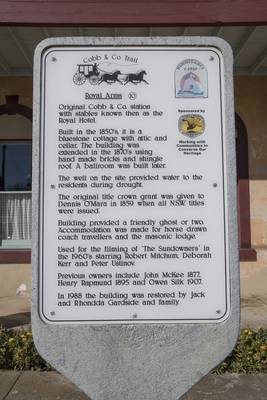 Cobb & Co Trail
Royal Arms 10
Original Cobb & Co station
with stables known then as the
Royal Hotel.
Sponsored by
Working with
Communities to
Conserve our
Heritage
Built in the 1850's, it is a
bluestone cottage with attic and
cellar. The building was
extended in the 1870's using
hand made bricks and shingle
roof. A ballroom was built later.
The well on the site provided water to the
residents during drought.
The original title crown grant was given to
Dennis O'Mara in 1859 when all NSW titles
were issued.
Building provided a friendly ghost or two.
Accommodation was made for horse drawn
coach travellers and the masonic lodge.
Used for the filming of "The Sundowners" in
the 1960's starring Robert Mitchum, Deborah
Kerr and Peter Ustinov.
Previous owners include John McKee 1877,
Henry Rapmund 1895 and Owen Silk 1907.
In 1988 the building was restored by Jack
and Rhondda Gardside and family.